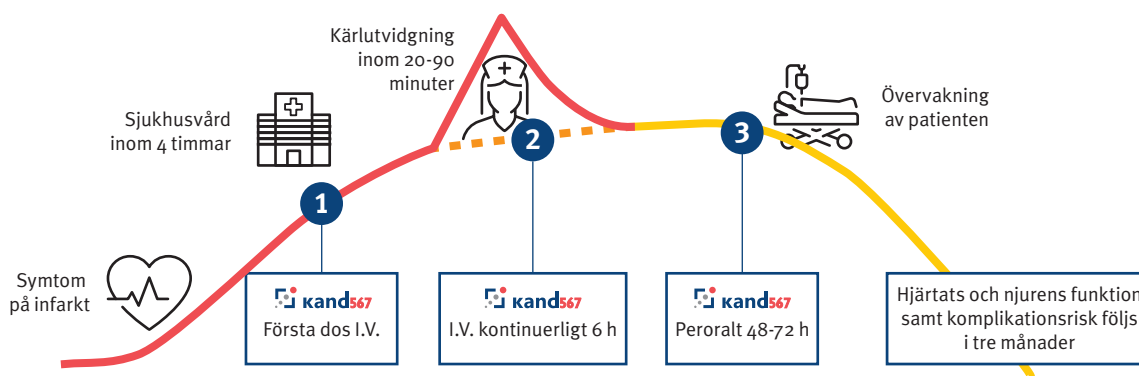 Kärlutvidgning
inom 20-90
minuter
Sjukhusvård
inom 4 timmar
Övervakning
av patienten
Symtom
på infarkt
1
2
3
Kand567
Första dos I.V.
Kand567
I.V. kontinuerligt 6 h
Kand567
Peroralt 48-72 h
Hjärtats och njurens funktion
samt komplikationsrisk följs
i tre månader